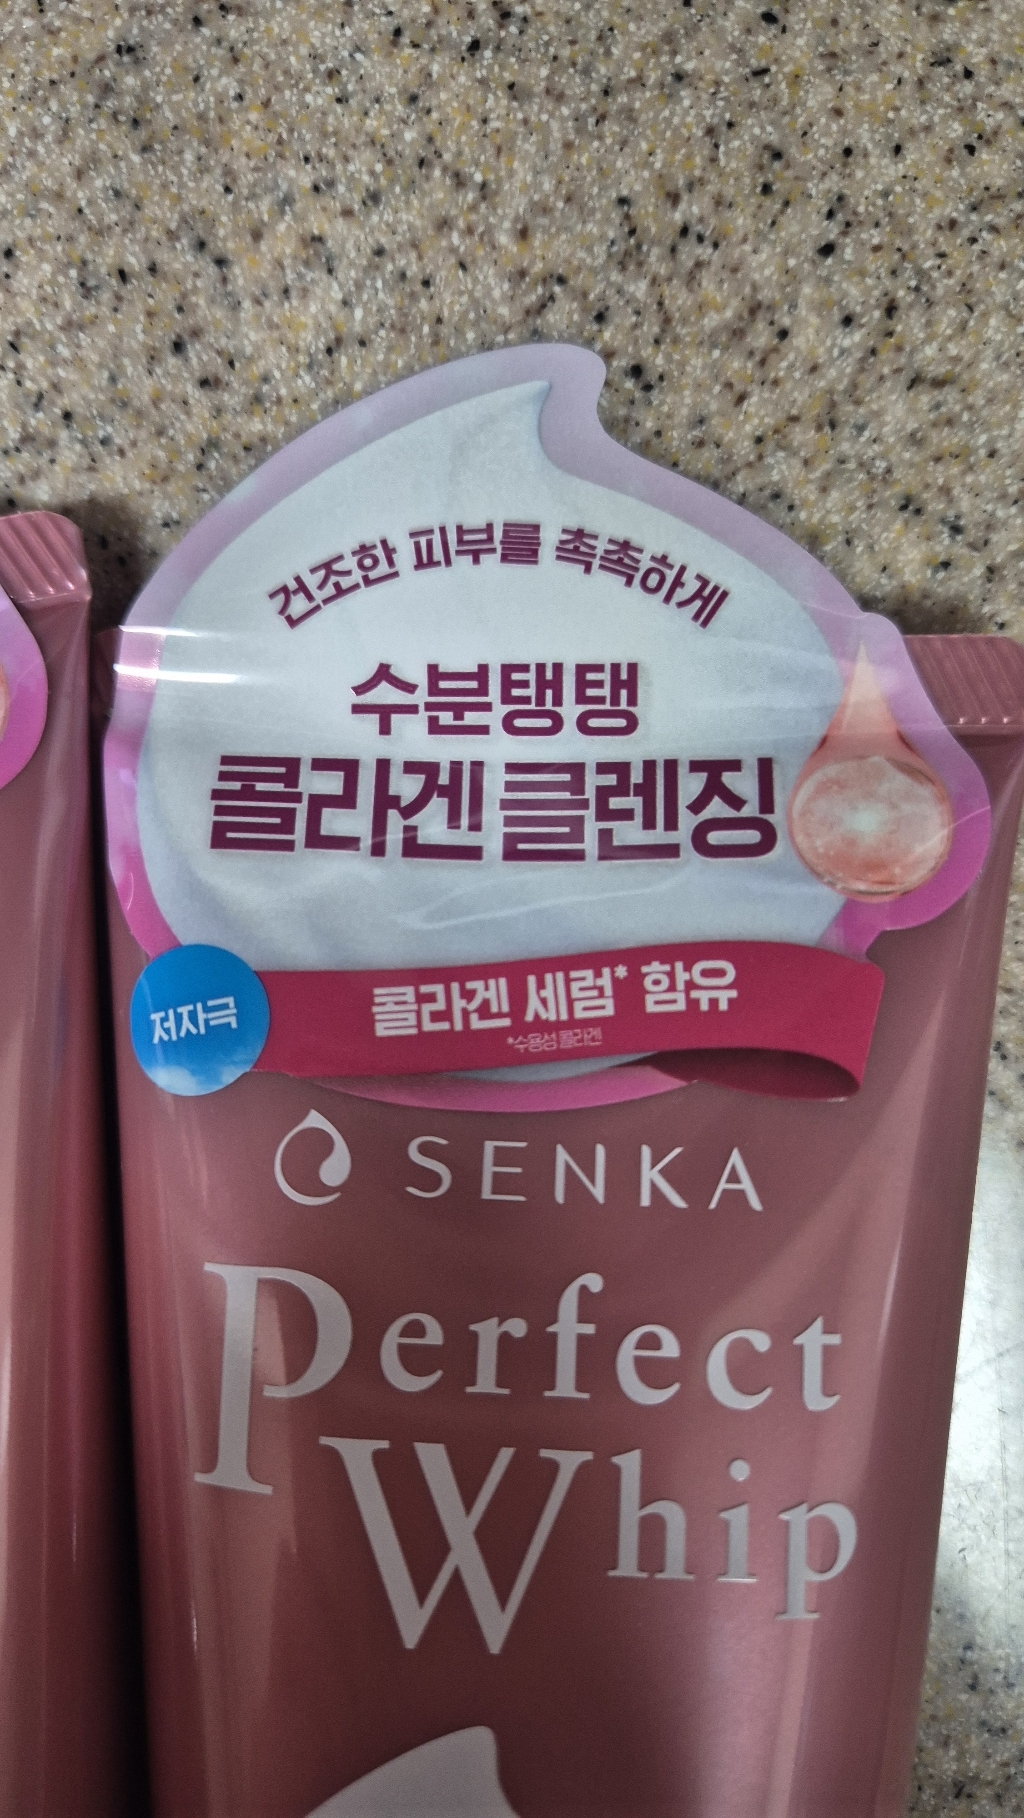 건조한 피부를 촉촉하게
수분탱탱
콜라겐 클렌징
저자극
콜라겐 세럼* 함유
*수용성 콜라겐
SENKA
Perfect
Whip